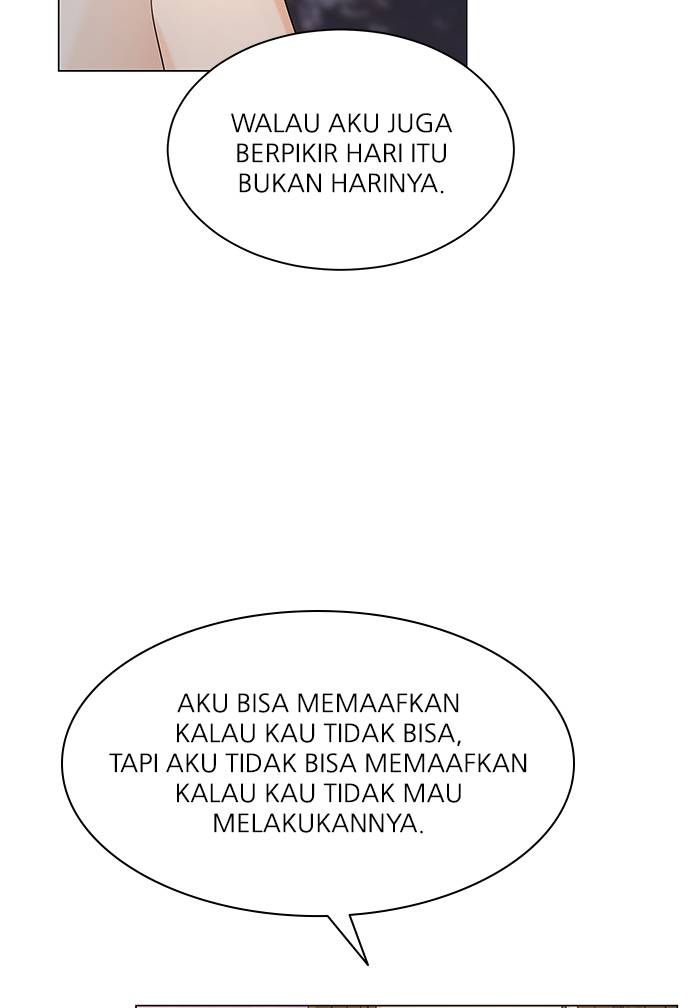 WALAU AKU JUGA
BERPIKIR HARI ITU
BUKAN HARINYA.
AKU BISA MEMAAFKAN
KALAU KAU TIDAK BISA,
TAPI AKU TIDAK BISA MEMAAFKAN
KALAU KAU TIDAK MAU
MELAKUKANNYA.